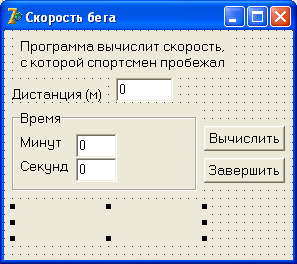 Скорость бега
Программа вычислит скорость,
с которой спортсмен пробежал
Дистанция (м) 0
Время
Минут 0
Секунд 0
Вычислить
Завершить